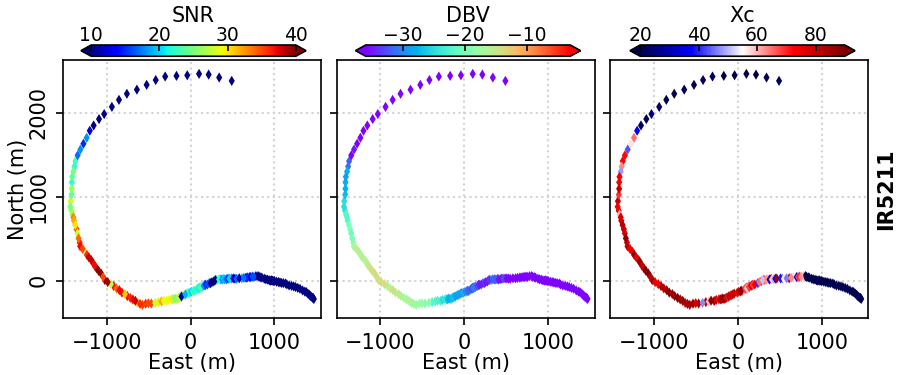 SNR DBV Xc
10 20 30 40 −30 −20 −10 20 40 60 80
2000
1000
0
North (m)
IR5211
−1000 0 1000 −1000 0 1000 −1000 0 1000
East (m) East (m) East (m)